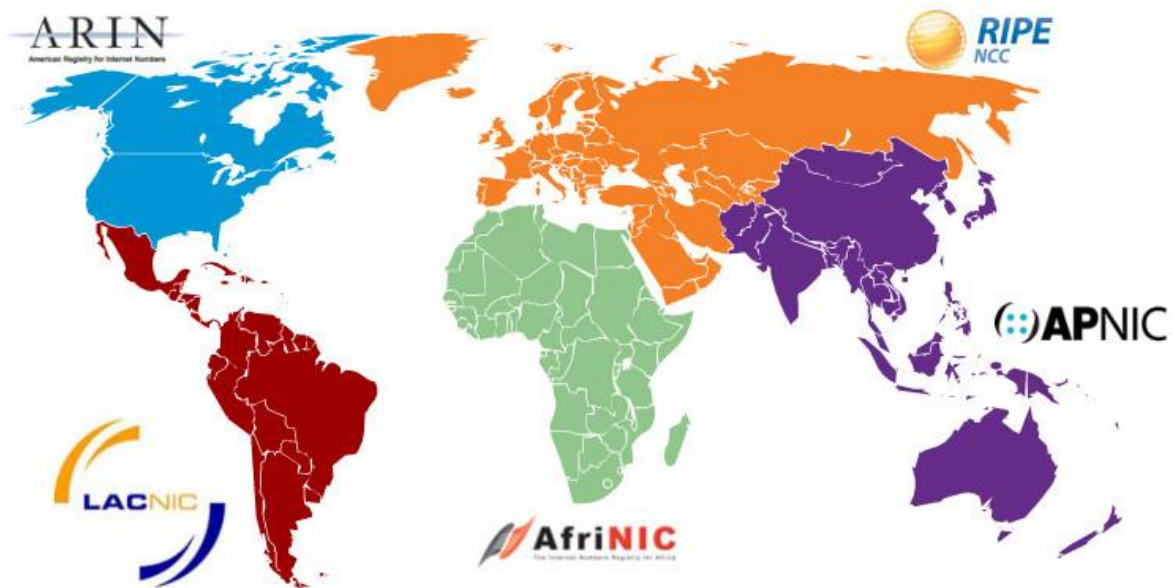 ARIN
American Registry for Internet Numbers
RIPE
NCC
APNIC
LACNIC
AfriNIC
The Internet Numbers Registry for Africa